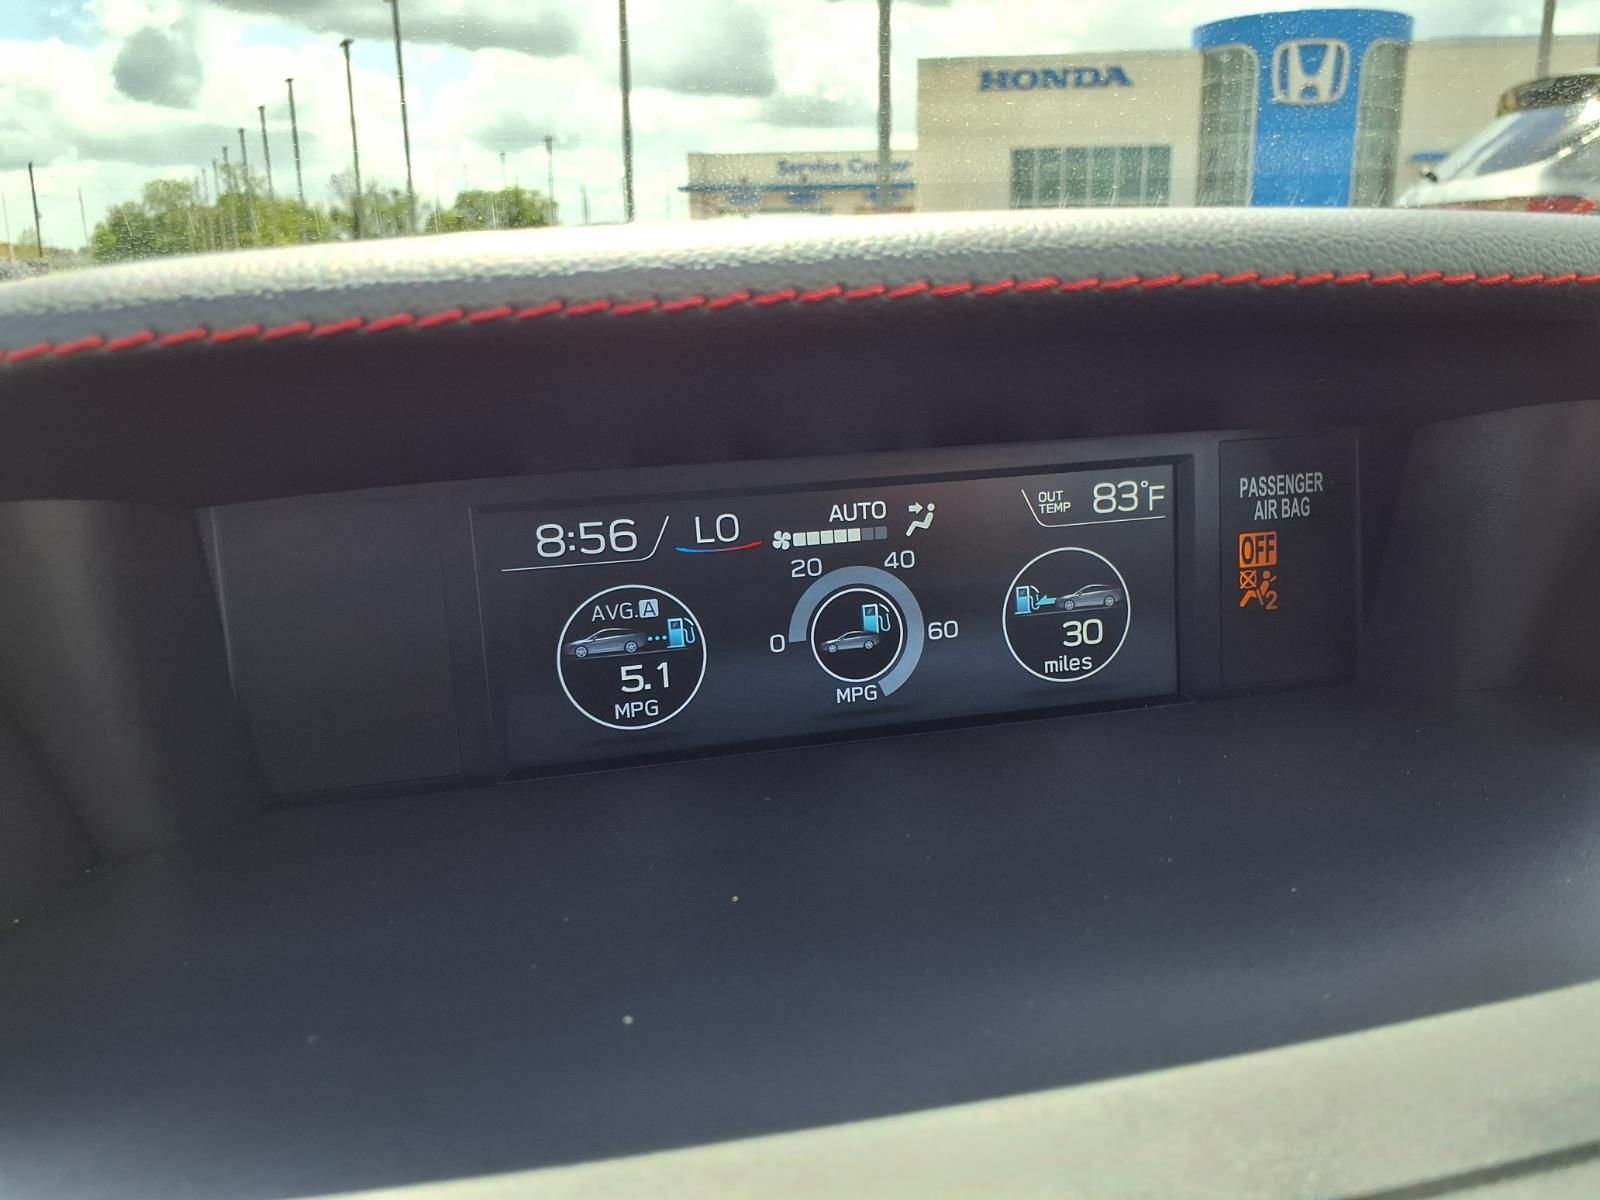 HONDA
Service Center
8:56
LO
AUTO
OUT TEMP 83°F
PASSENGER
AIR BAG
OFF
2
AVG.A
5.1
MPG
0 20 40 60
MPG
30
miles